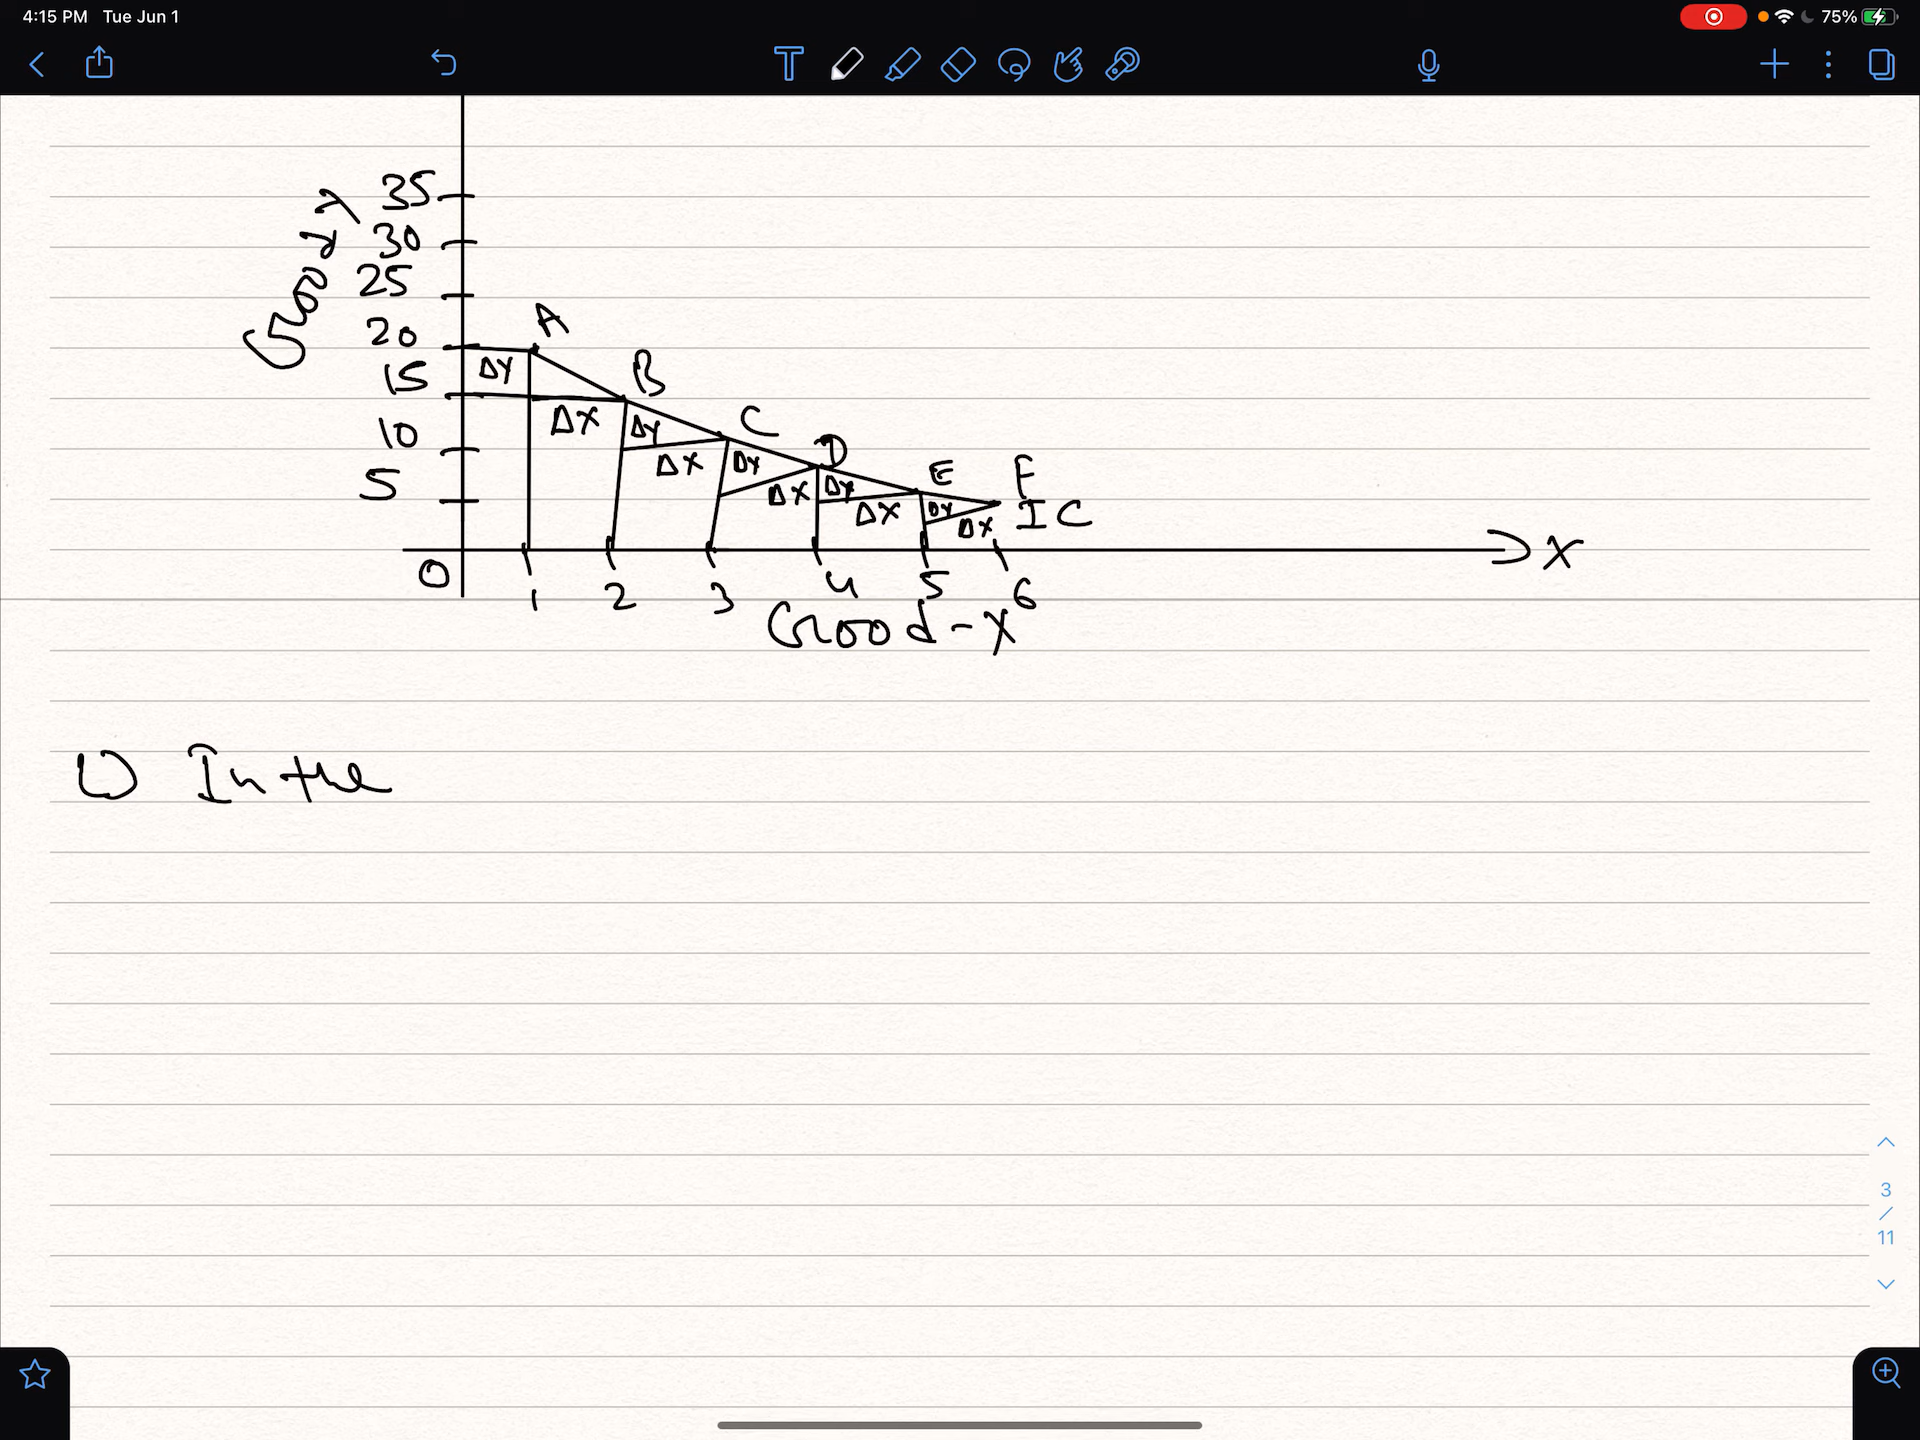 4:15 PM Tue Jun 1
75%
T
35
Good Y
30
25
20
A
ΔY
15
B
ΔX
10
ΔY
C
ΔX
ΔY
D
ΔX
ΔY
E
F
5
ΔX
ΔY
ΔX
IC
0
X
1 2 3 4 5 6
Good-X
1) In the
3
/
11